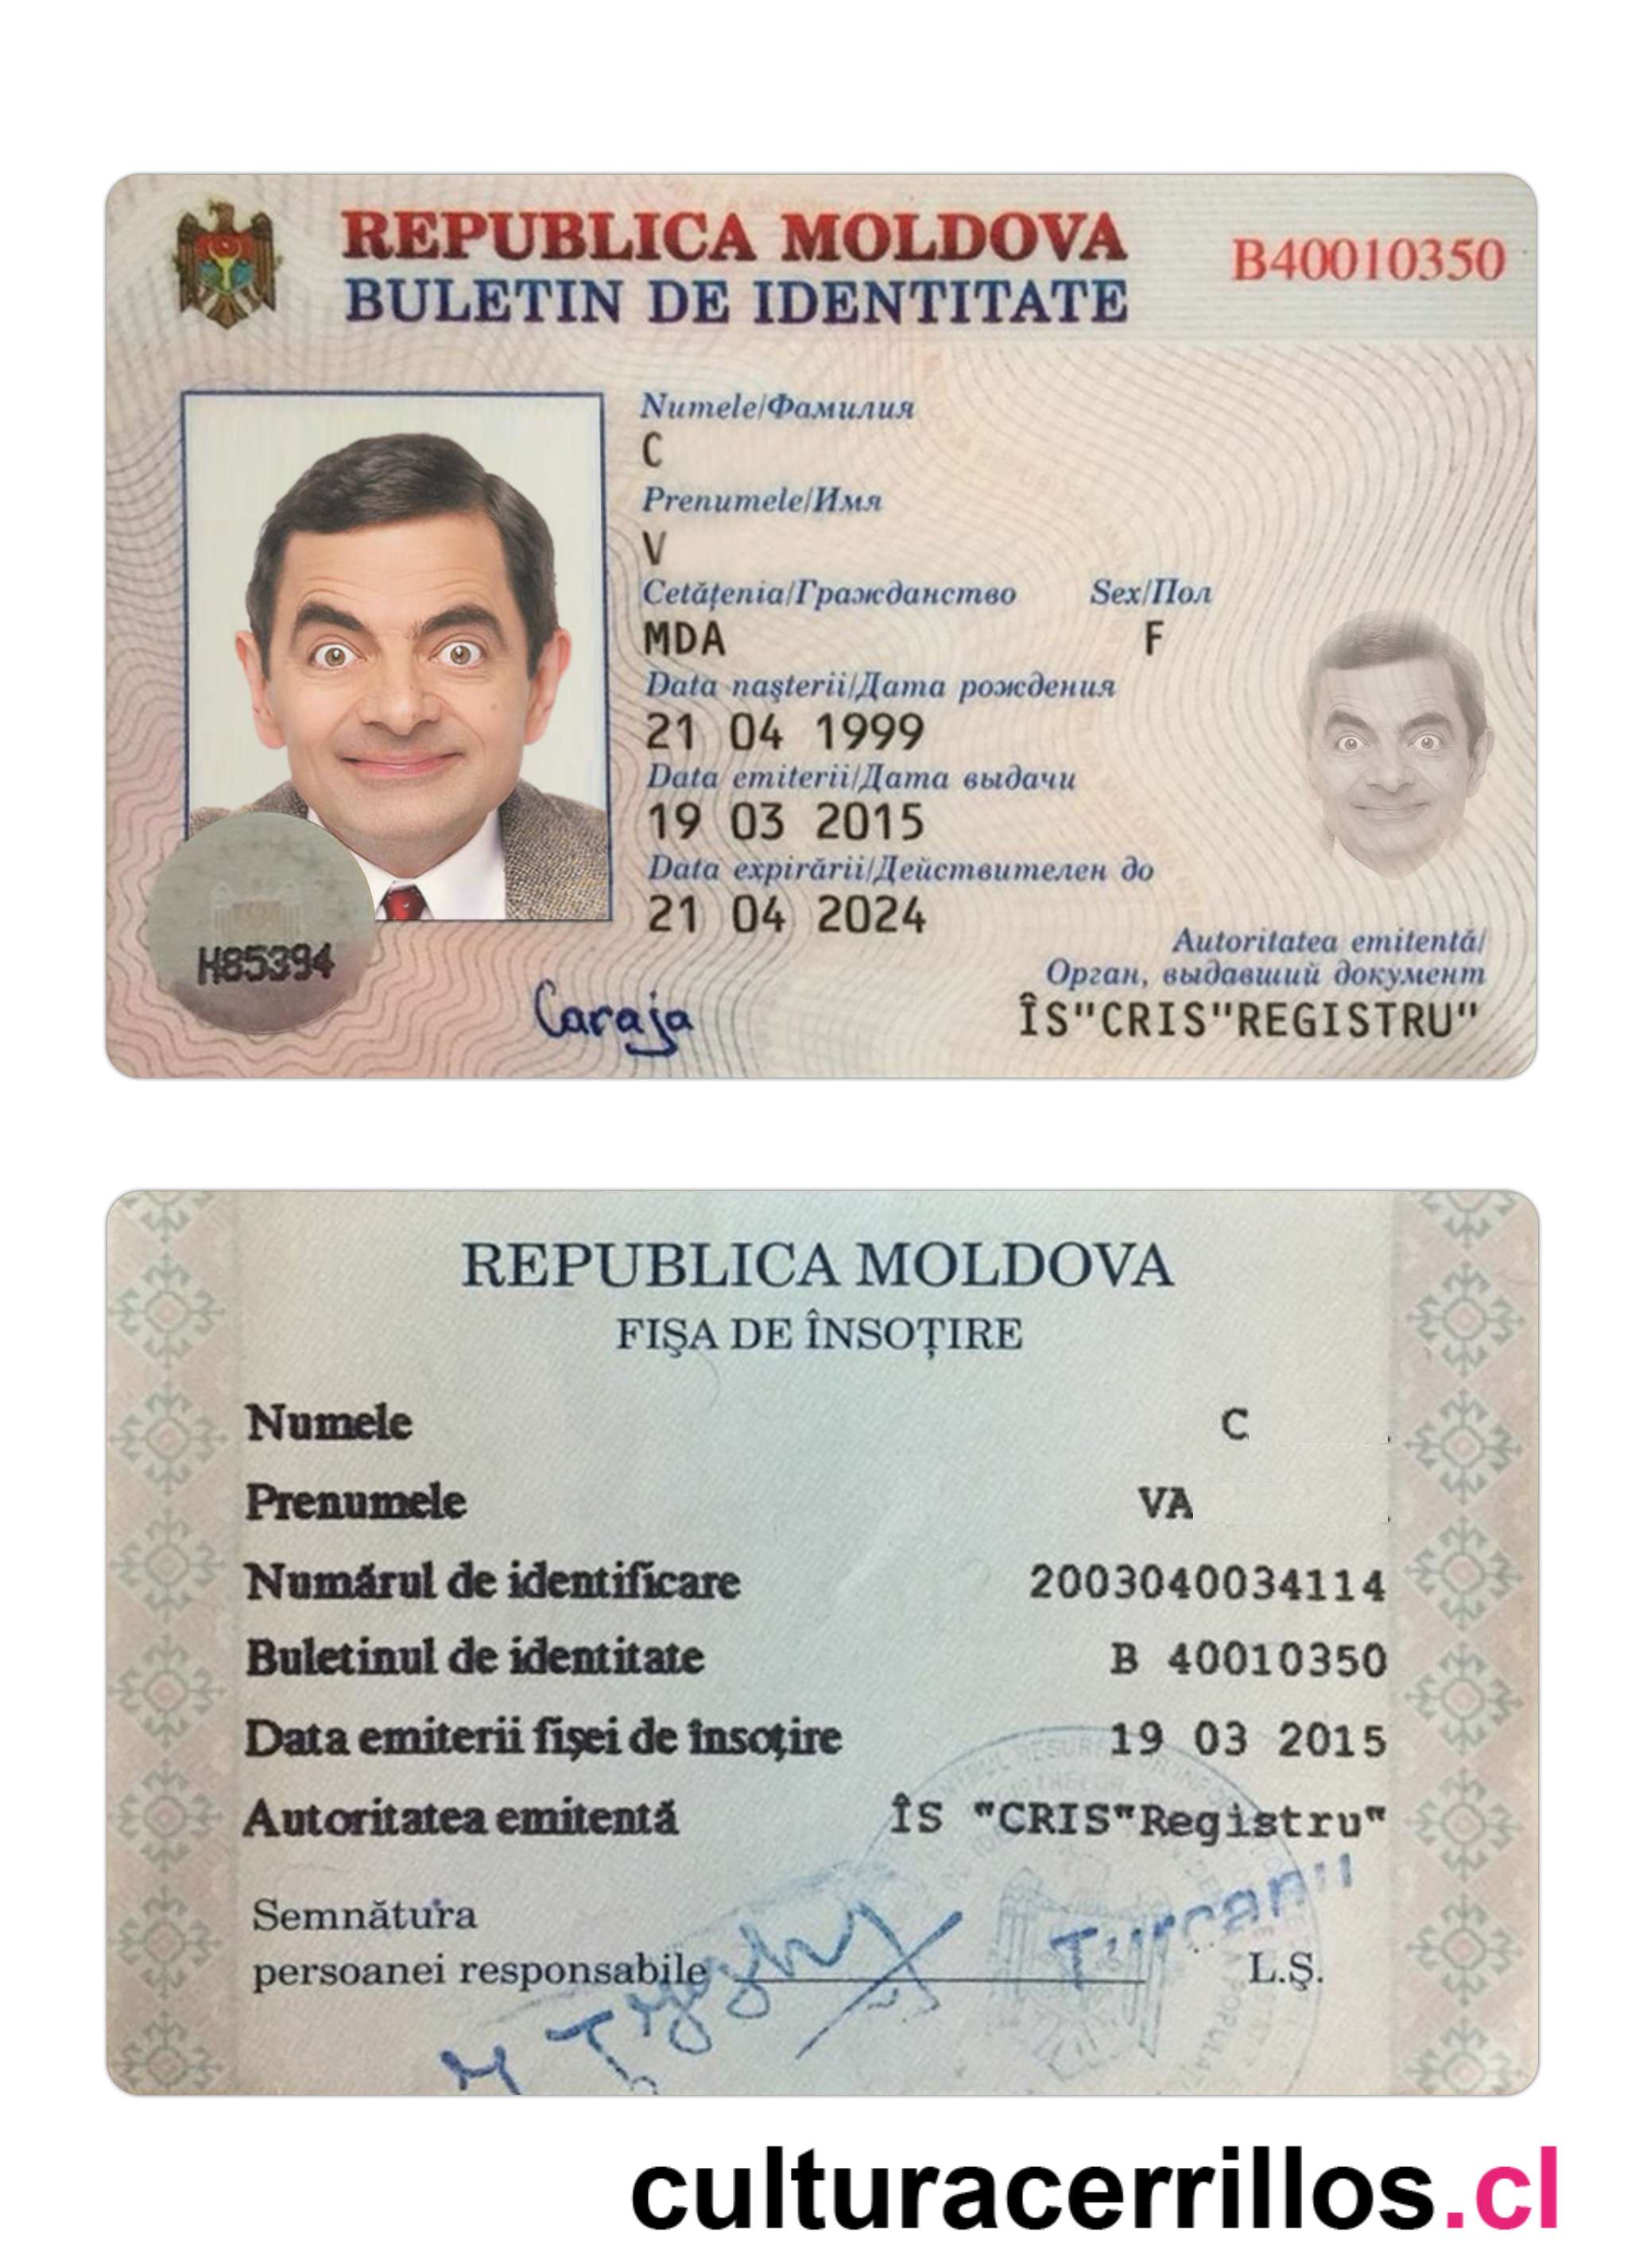 REPUBLICA MOLDOVA
BULETIN DE IDENTITATE
B40010350
Numele/Фамилия
C
Prenumele/Имя
V
Cetăţenia/Гражданство Sex/Пол
MDA F
Data naşterii/Дата рождения
21 04 1999
Data emiterii/Дата выдачи
19 03 2015
Data expirării/Действителен до
21 04 2024
Autoritatea emitentă/
Орган, выдавший документ
ÎS"CRIS"REGISTRU"
H85394
Caraja
REPUBLICA MOLDOVA
FIŞA DE ÎNSOŢIRE
Numele C
Prenumele VA
Numărul de identificare 2003040034114
Buletinul de identitate B 40010350
Data emiterii fişei de însoţire 19 03 2015
Autoritatea emitentă ÎS "CRIS"Registru"
Semnătura
persoanei responsabile L.Ş.
Turcanu
culturacerrillos.cl